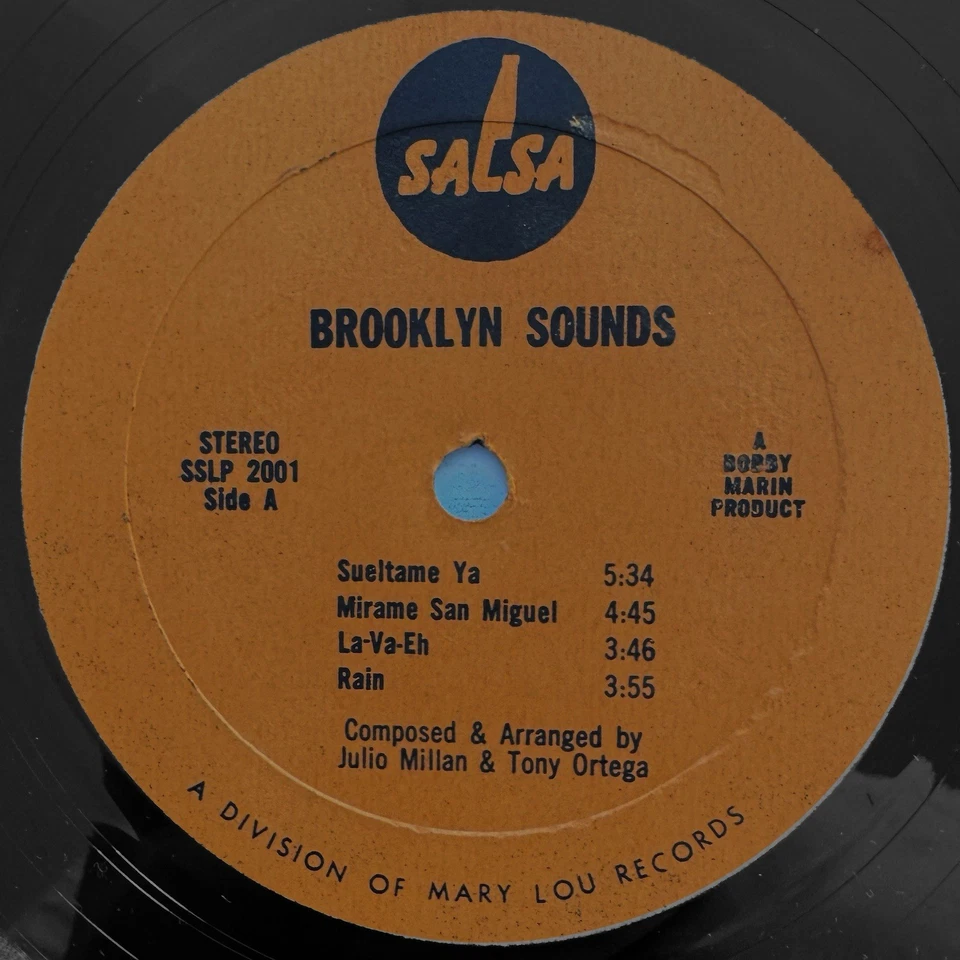 SALSA
BROOKLYN SOUNDS
STEREO
SSLP 2001
Side A
A
BOBBY
MARIN
PRODUCT
Sueltame Ya 5:34
Mirame San Miguel 4:45
La-Va-Eh 3:46
Rain 3:55
Composed & Arranged by
Julio Millan & Tony Ortega
A DIVISION OF MARY LOU RECORDS